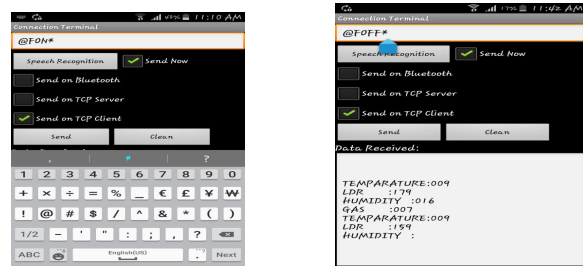 11:10 AM
Connection Terminal
@FON*
Speech Recognition
Send Now
Send on Bluetooth
Send on TCP Server
Send on TCP Client
Send
Clean
, * ?
1 2 3 4 5 6 7 8 9 0
+ × ÷ = % _ € £ ¥ ₩
! @ # $ / ^ & * ( )
1/2 - ' " : ; , ?
ABC English(US) Next
17% 11:42 AM
Connection Terminal
@FOFF*
Speech Recognition
Send Now
Send on Bluetooth
Send on TCP Server
Send on TCP Client
Send
Clean
Data Received:
TEMPARATURE:009
LDR :179
HUMIDITY :016
GAS :007
TEMPARATURE:009
LDR :159
HUMIDITY :